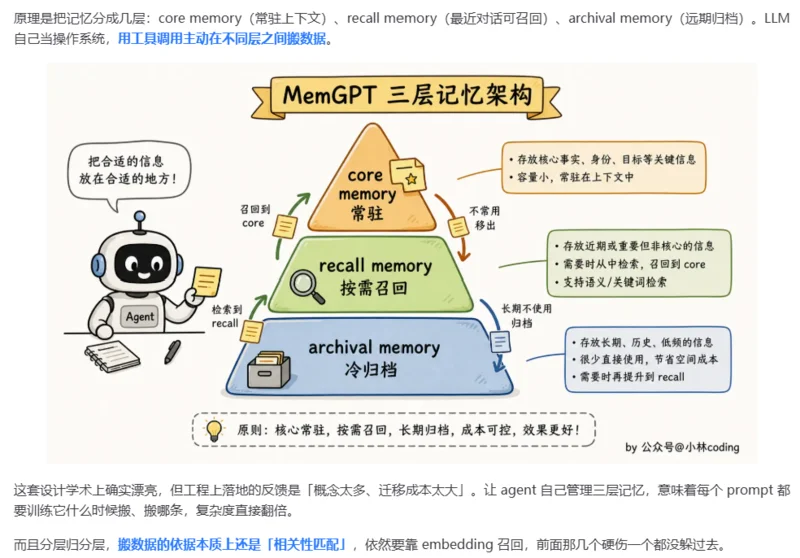 原理是把记忆分成几层：core memory（常驻上下文）、recall memory（最近对话可召回）、archival memory（远期归档）。LLM
自己当操作系统，用工具调用主动在不同层之间搬数据。
MemGPT 三层记忆架构
把合适的信息
放在合适的地方！
Agent
召回到
core
检索到
recall
core
memory
常驻
不常用
移出
recall memory
按需召回
长期不使用
归档
archival memory
冷归档
• 存放核心事实、身份、目标等关键信息
• 容量小，常驻在上下文中
• 存放近期或重要但非核心的信息
• 需要时从中检索，召回到 core
• 支持语义/关键词检索
• 存放长期、历史、低频的信息
• 很少直接使用，节省空间成本
• 需要时再提升到 recall
原则：核心常驻，按需召回，长期归档，成本可控，效果更好！
by 公众号@小林coding
这套设计学术上确实漂亮，但工程上落地的反馈是「概念太多、迁移成本太大」。让 agent 自己管理三层记忆，意味着每个 prompt 都
要训练它什么时候搬、搬哪条，复杂度直接翻倍。
而且分层归分层，搬数据的依据本质上还是「相关性匹配」，依然要靠 embedding 召回，前面那几个硬伤一个都没躲过去。